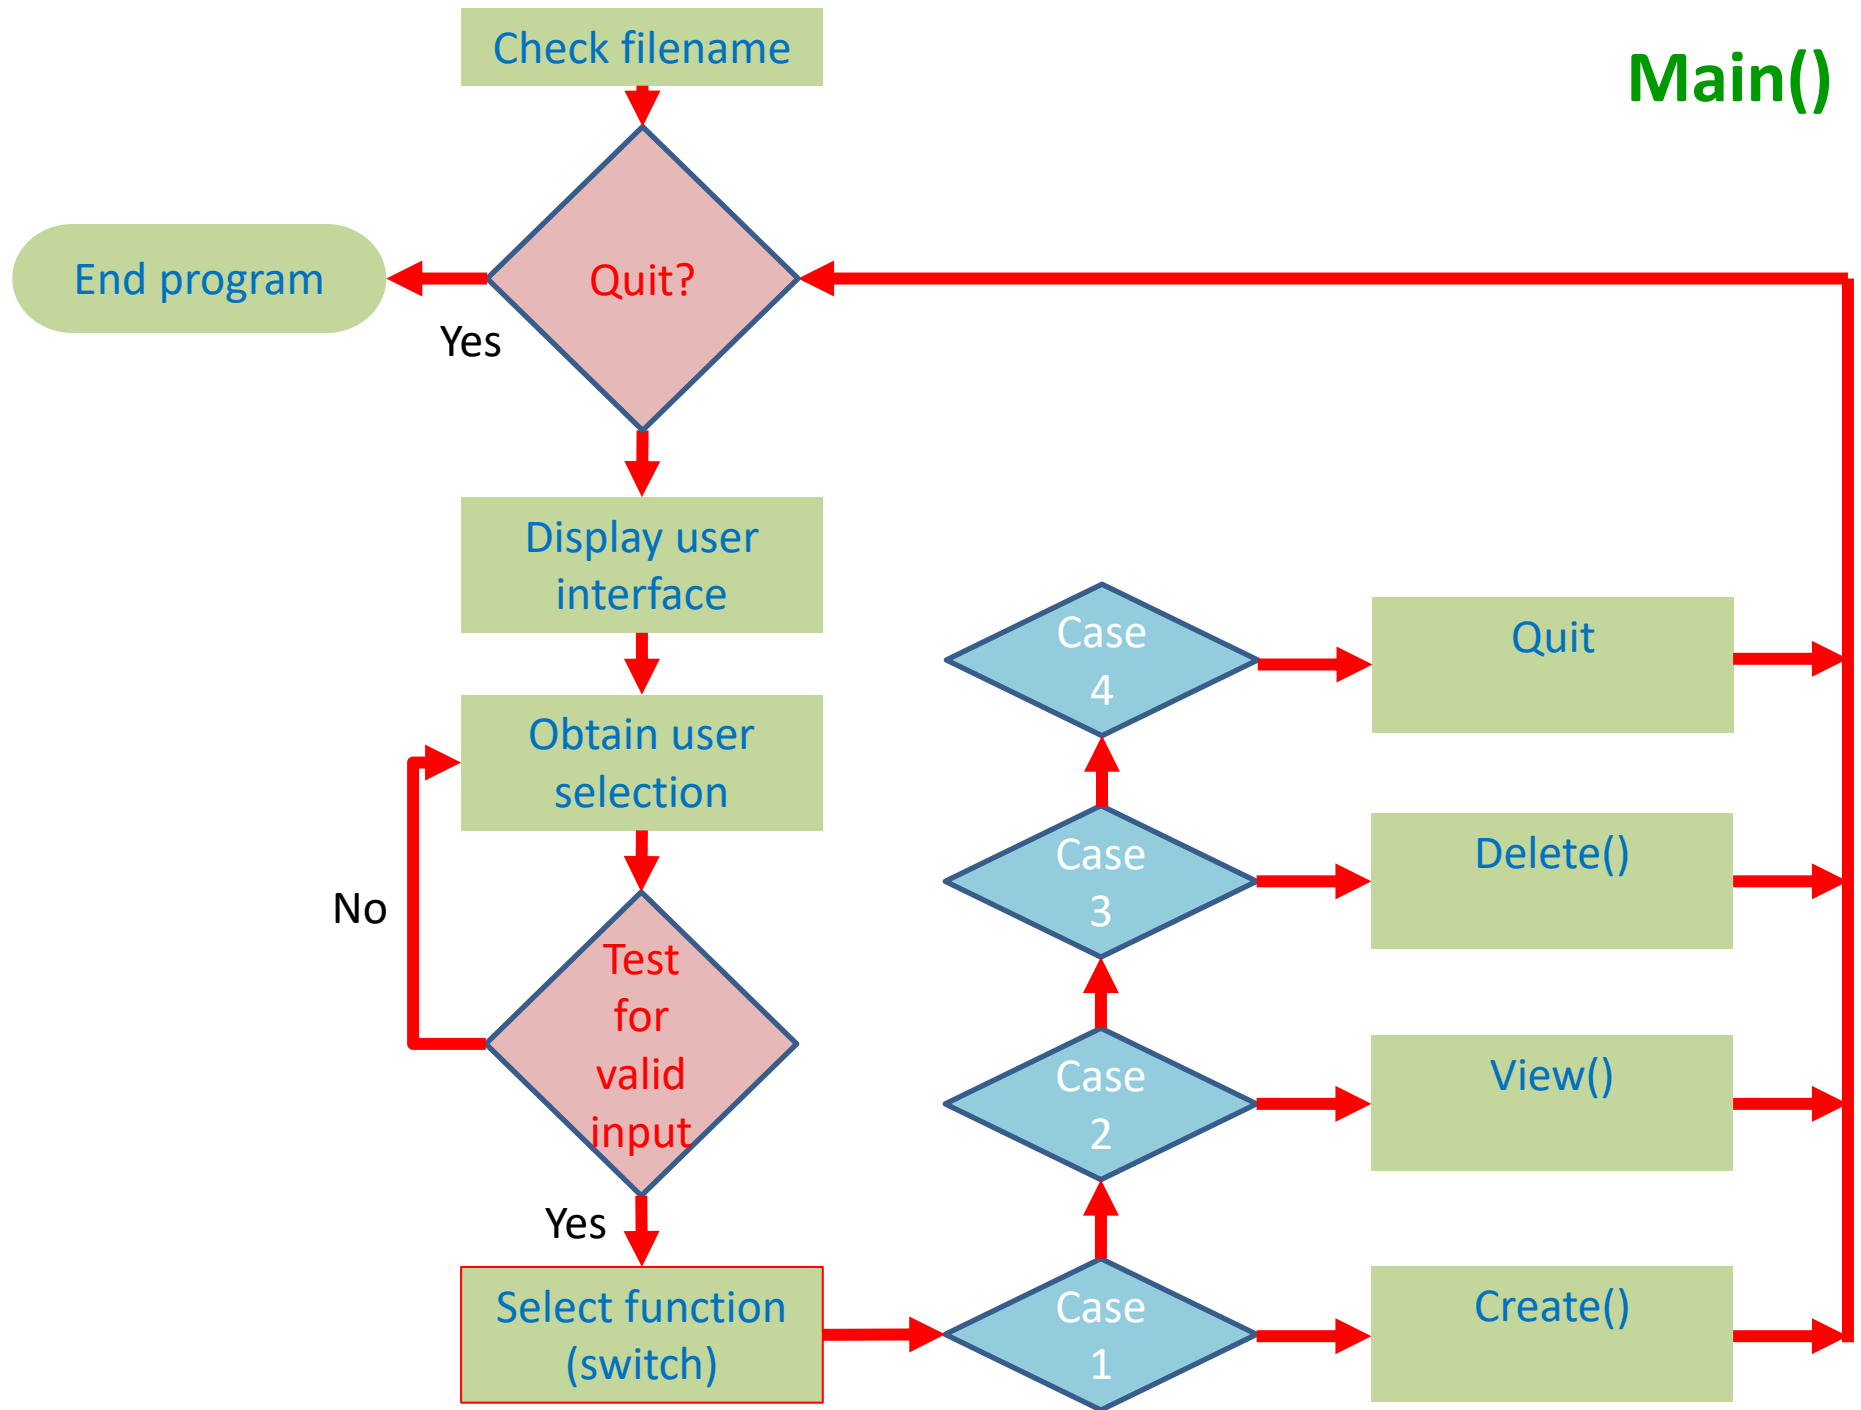 Main()
Check filename
Quit?
End program
Yes
Display user
interface
Obtain user
selection
No
Test
for
valid
input
Yes
Select function
(switch)
Case
1
Create()
Case
2
View()
Case
3
Delete()
Case
4
Quit